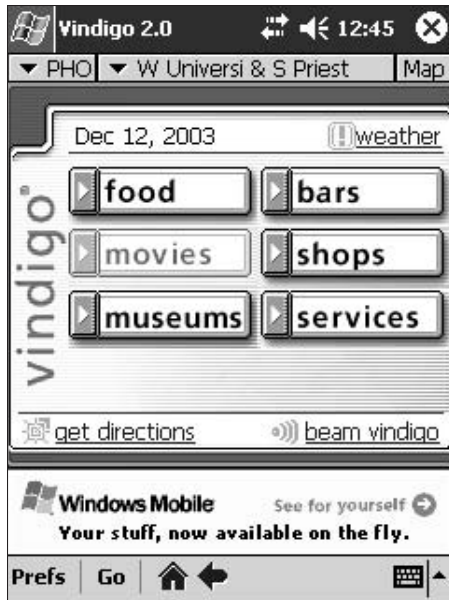 Vindigo 2.0 12:45
PHO W Universi & S Priest Map
Dec 12, 2003 weather
food bars
movies shops
museums services
vindigo®
get directions beam vindigo
Windows Mobile See for yourself
Your stuff, now available on the fly.
Prefs Go